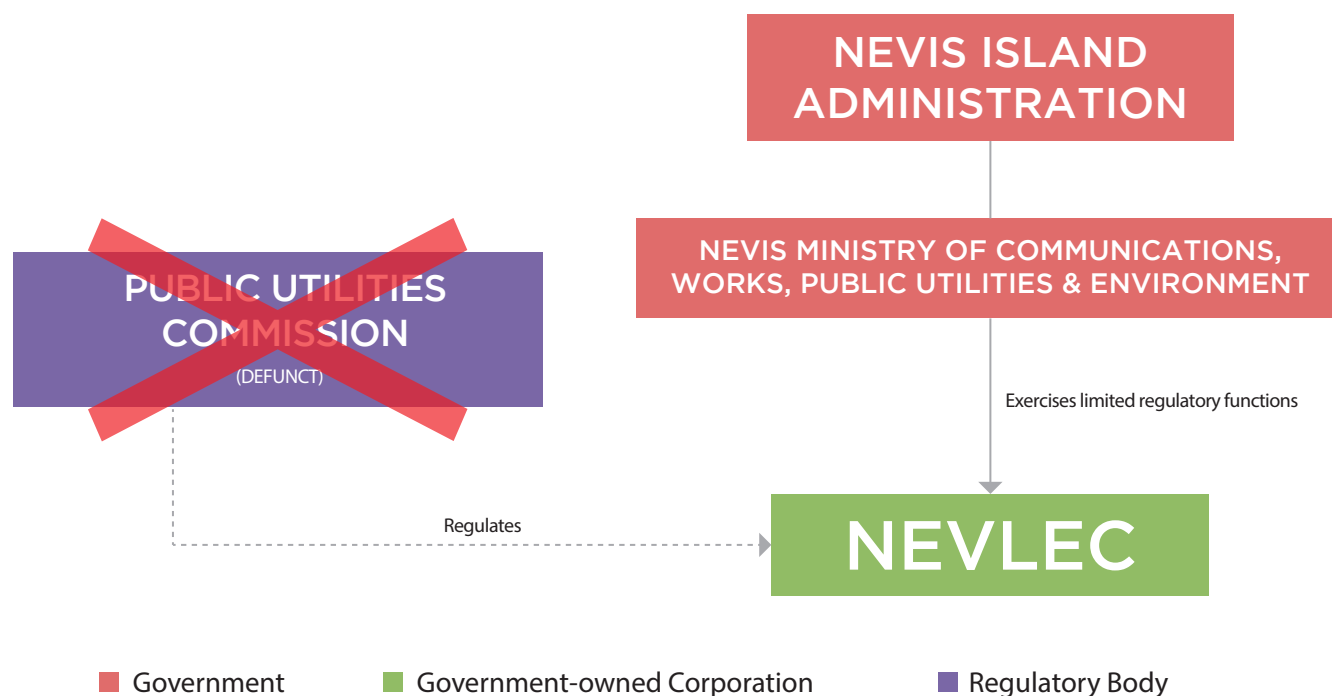 NEVIS ISLAND
ADMINISTRATION
NEVIS MINISTRY OF COMMUNICATIONS,
WORKS, PUBLIC UTILITIES & ENVIRONMENT
PUBLIC UTILITIES
COMMISSION
(DEFUNCT)
Exercises limited regulatory functions
Regulates
NEVLEC
Government
Government-owned Corporation
Regulatory Body